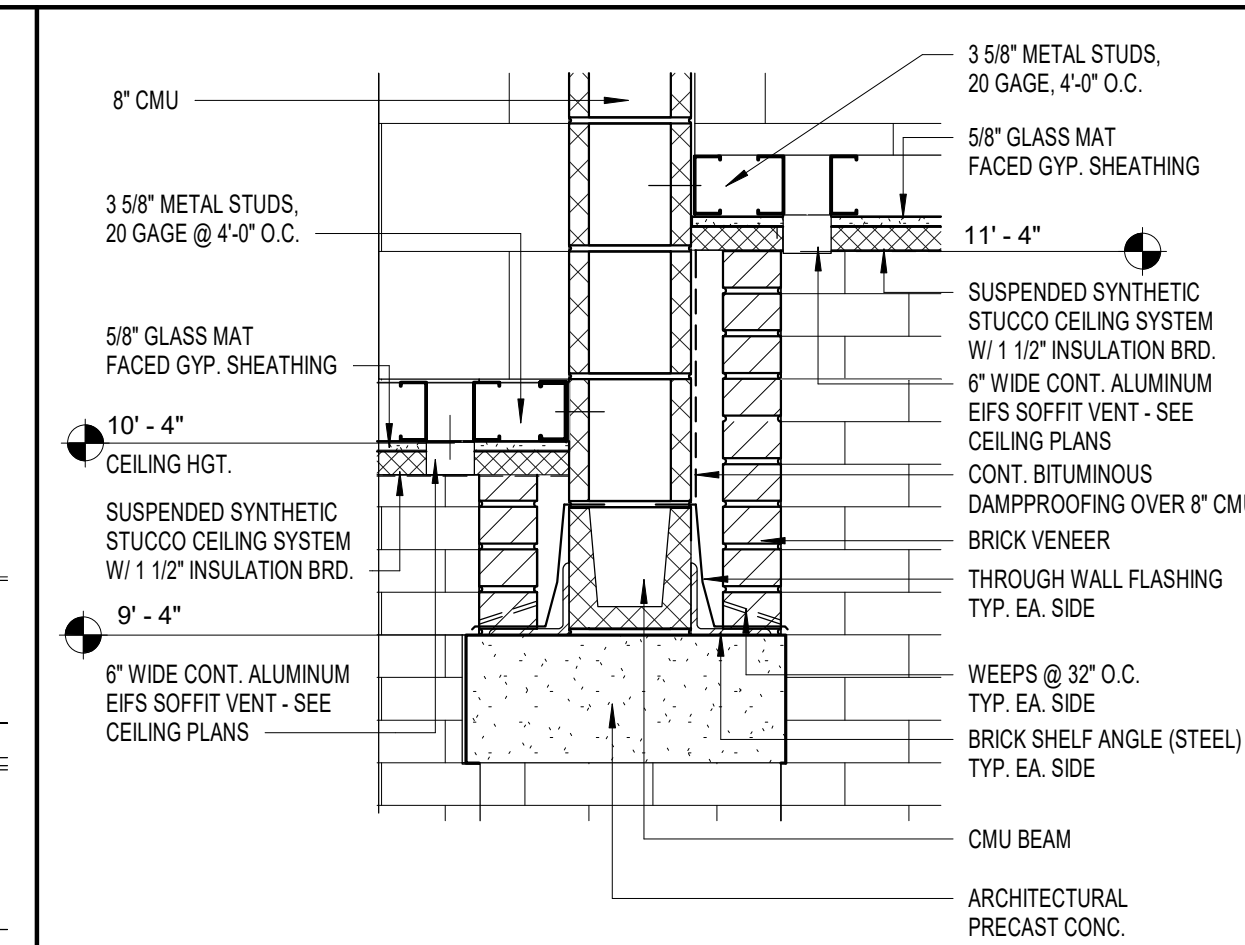 8" CMU
3 5/8" METAL STUDS,
20 GAGE @ 4'-0" O.C.
5/8" GLASS MAT
FACED GYP. SHEATHING
10' - 4"
CEILING HGT.
SUSPENDED SYNTHETIC
STUCCO CEILING SYSTEM
W/ 1 1/2" INSULATION BRD.
9' - 4"
6" WIDE CONT. ALUMINUM
EIFS SOFFIT VENT - SEE
CEILING PLANS
3 5/8" METAL STUDS,
20 GAGE, 4'-0" O.C.
5/8" GLASS MAT
FACED GYP. SHEATHING
11' - 4"
SUSPENDED SYNTHETIC
STUCCO CEILING SYSTEM
W/ 1 1/2" INSULATION BRD.
6" WIDE CONT. ALUMINUM
EIFS SOFFIT VENT - SEE
CEILING PLANS
CONT. BITUMINOUS
DAMPPROOFING OVER 8" CMU
BRICK VENEER
THROUGH WALL FLASHING
TYP. EA. SIDE
WEEPS @ 32" O.C.
TYP. EA. SIDE
BRICK SHELF ANGLE (STEEL)
TYP. EA. SIDE
CMU BEAM
ARCHITECTURAL
PRECAST CONC.